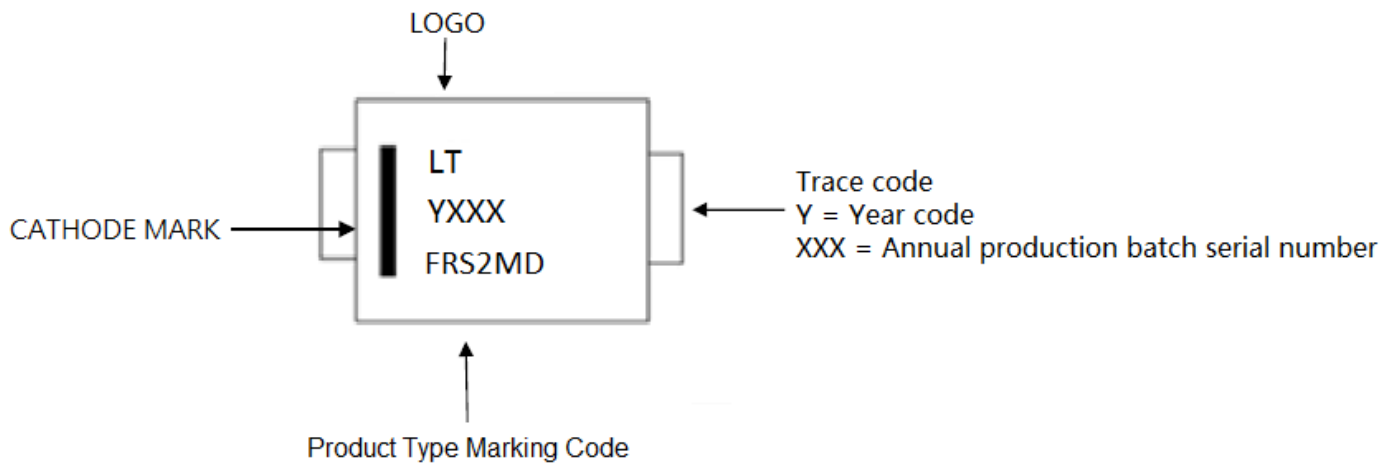 LOGO
LT
YXXX
FRS2MD
CATHODE MARK
Trace code
Y = Year code
XXX = Annual production batch serial number
Product Type Marking Code